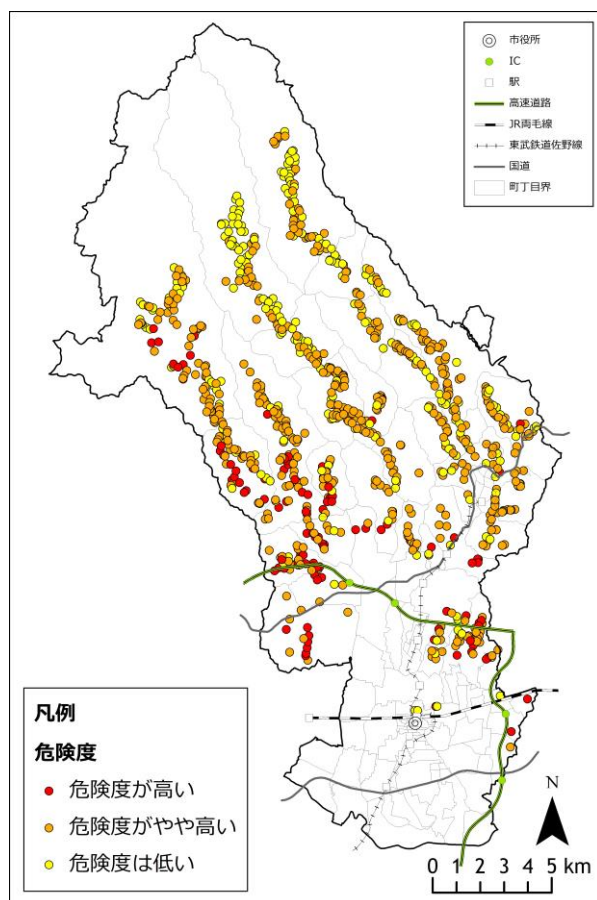 市役所
IC
駅
高速道路
JR両毛線
東武鉄道佐野線
国道
町丁目界
凡例
危険度
危険度が高い
危険度がやや高い
危険度は低い
N
0 1 2 3 4 5 km